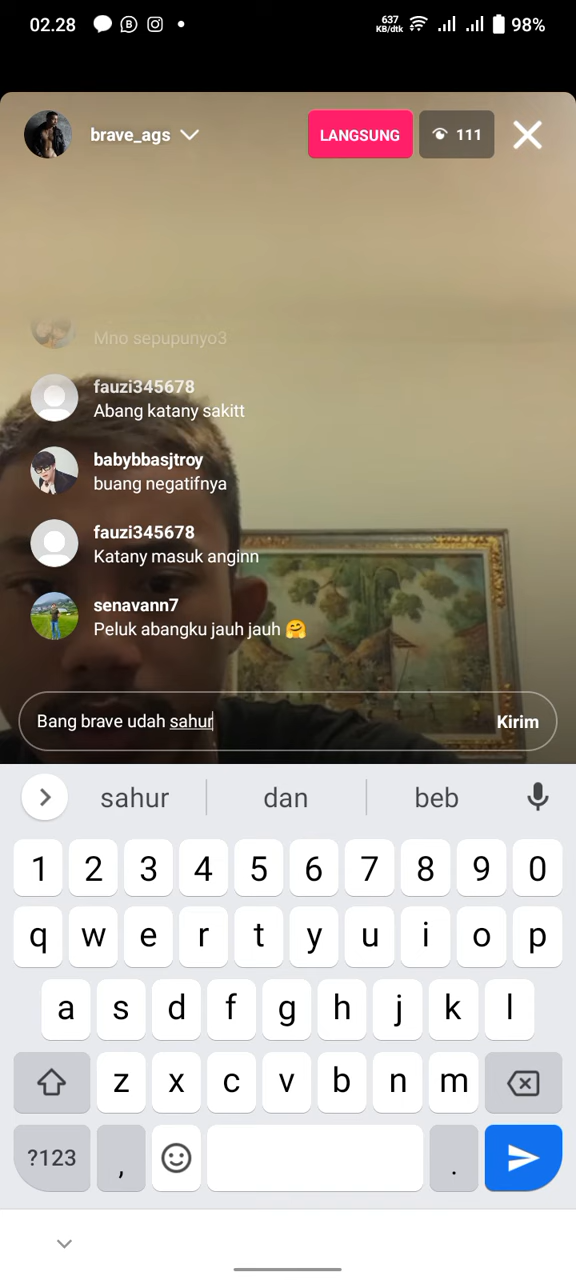 02.28
637
KB/dtk
98%
brave_ags
LANGSUNG
111
Mno sepupunyo3
fauzi345678
Abang katany sakitt
babybbasjtroy
buang negatifnya
fauzi345678
Katany masuk anginn
senavann7
Peluk abangku jauh jauh 🤗
Bang brave udah sahur
Kirim
sahur dan beb
1 2 3 4 5 6 7 8 9 0
q w e r t y u i o p
a s d f g h j k l
z x c v b n m
?123 , .